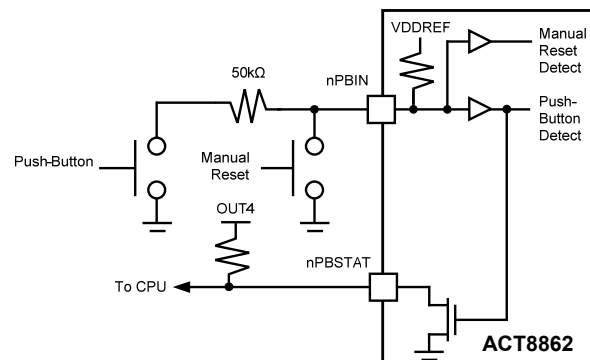 VDDREF
Manual
Reset
Detect
50kΩ
nPBIN
Push-
Button
Detect
Push-Button
Manual
Reset
OUT4
nPBSTAT
To CPU
ACT8862